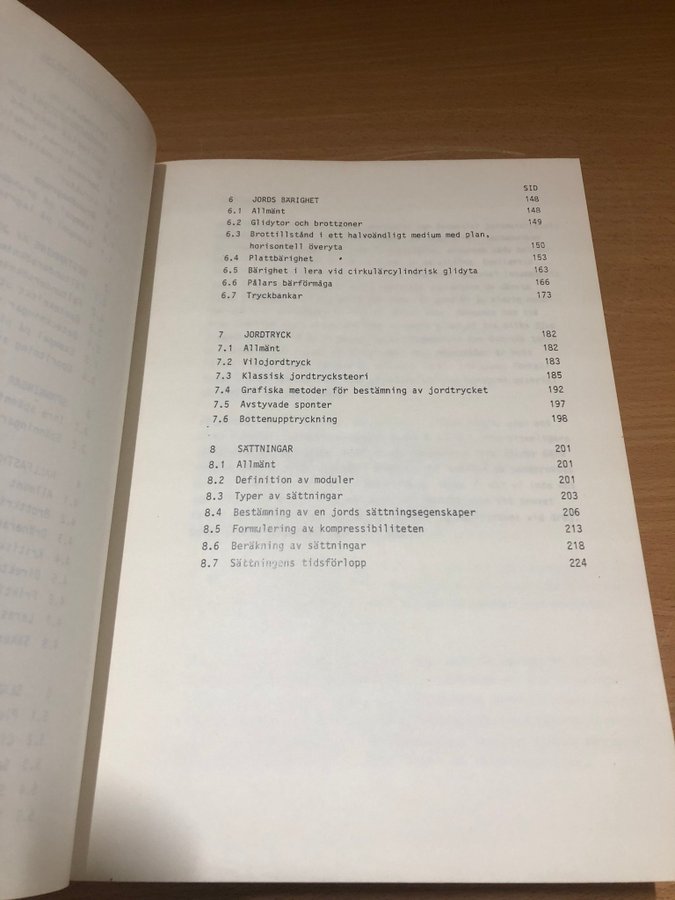 SID
6 JORDS BÄRIGHET 148
6.1 Allmänt 148
6.2 Glidytor och brottzoner 149
6.3 Brottillstånd i ett halvoändligt medium med plan,
horisontell överyta 150
6.4 Plattbärighet 153
6.5 Bärighet i lera vid cirkulärcylindrisk glidyta 163
6.6 Pålars bärförmåga 166
6.7 Tryckbankar 173
7 JORDTRYCK 182
7.1 Allmänt 182
7.2 Vilojordtryck 183
7.3 Klassisk jordtrycksteori 185
7.4 Grafiska metoder för bestämning av jordtrycket 192
7.5 Avstyvade sponter 197
7.6 Bottenupptryckning 198
8 SÄTTNINGAR 201
8.1 Allmänt 201
8.2 Definition av moduler 201
8.3 Typer av sättningar 203
8.4 Bestämning av en jords sättningsegenskaper 206
8.5 Formulering av kompressibiliteten 213
8.6 Beräkning av sättningar 218
8.7 Sättningens tidsförlopp 224